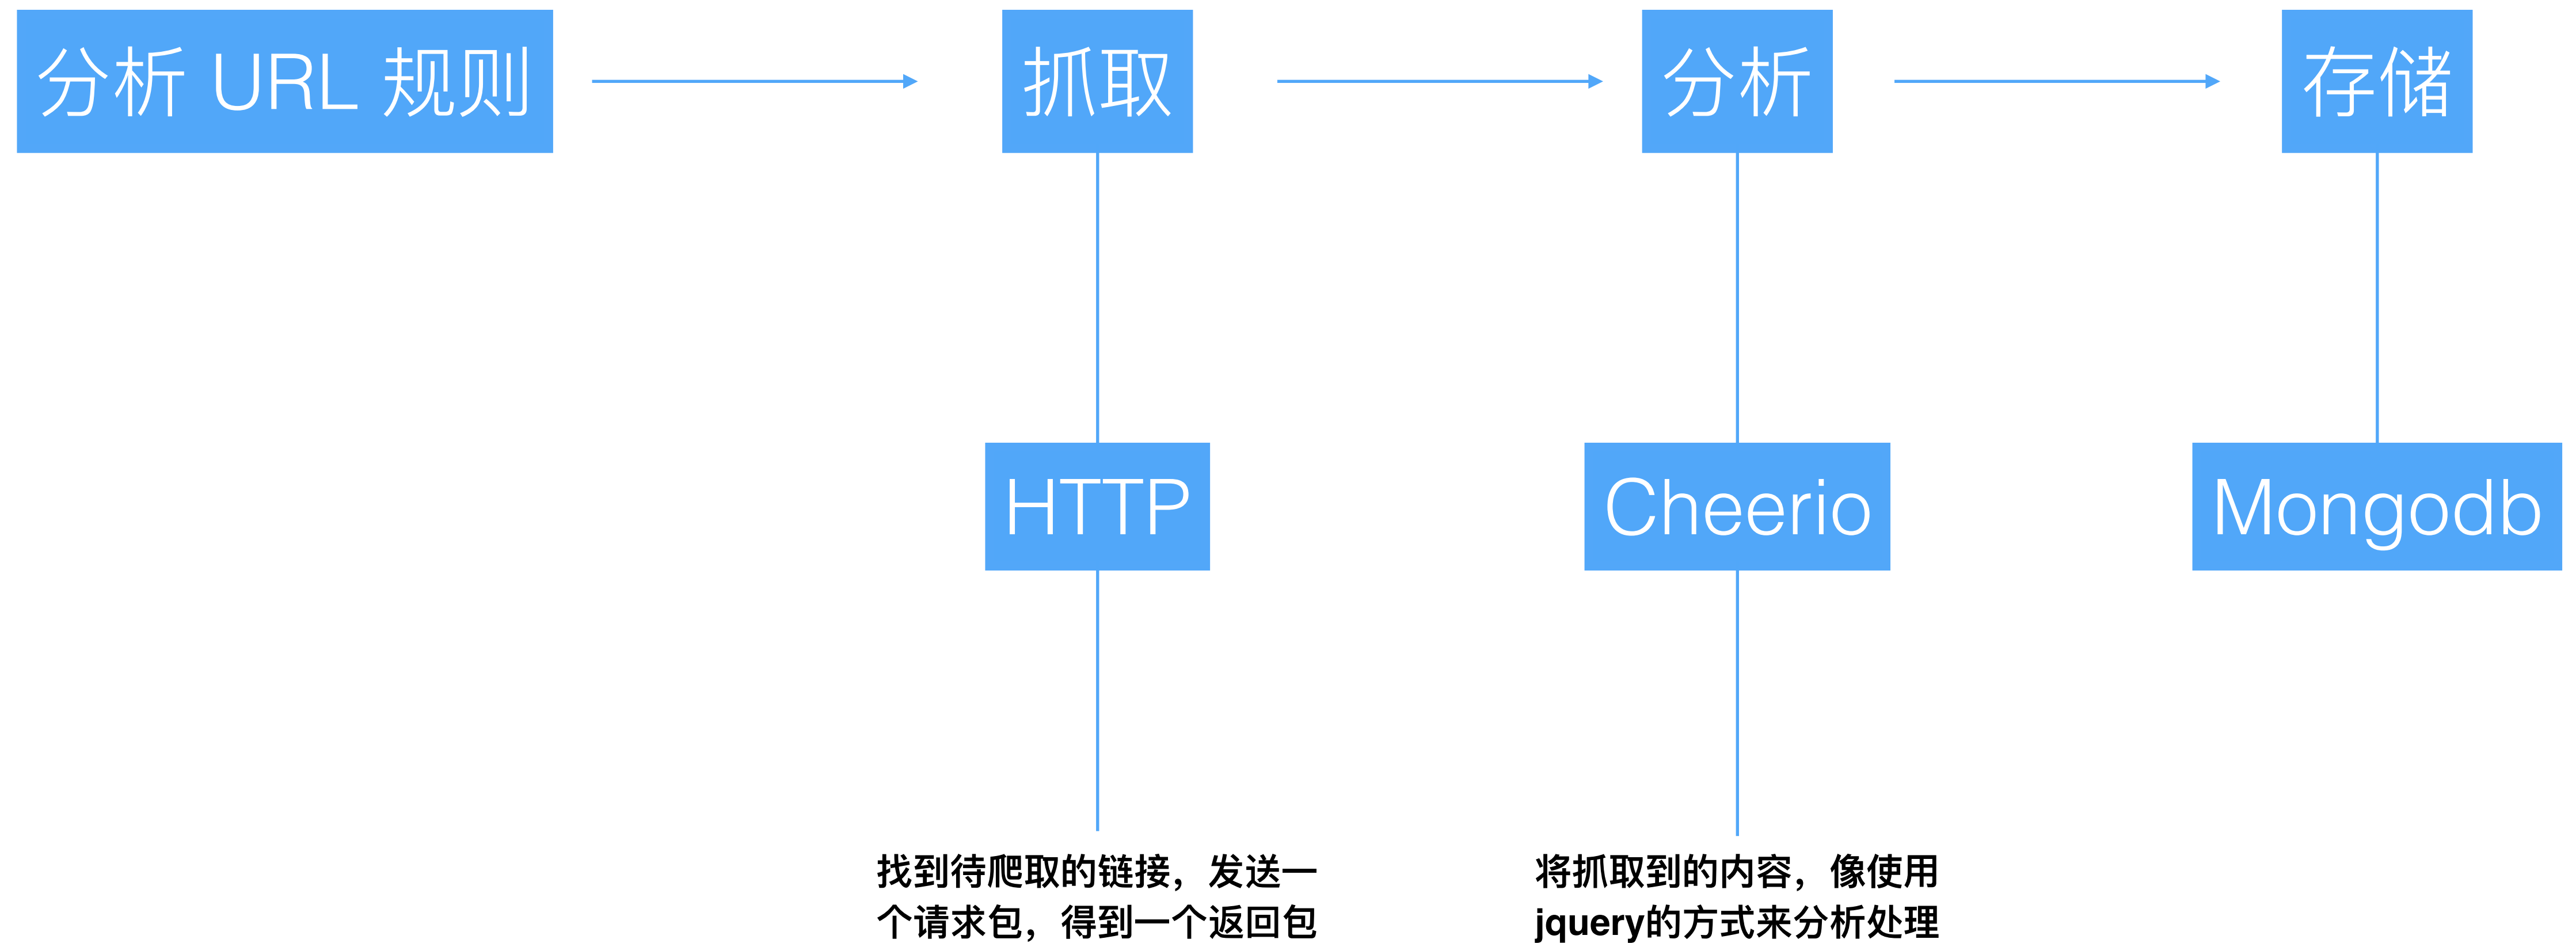 分析 URL 规则
抓取
分析
存储
HTTP
Cheerio
Mongodb
找到待爬取的链接，发送一
个请求包，得到一个返回包
将抓取到的内容，像使用
jquery的方式来分析处理